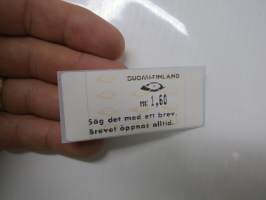 SUOMI-FINLAND
MK 1,60
Säg det med ett brev.
Brevet öppnas alltid.